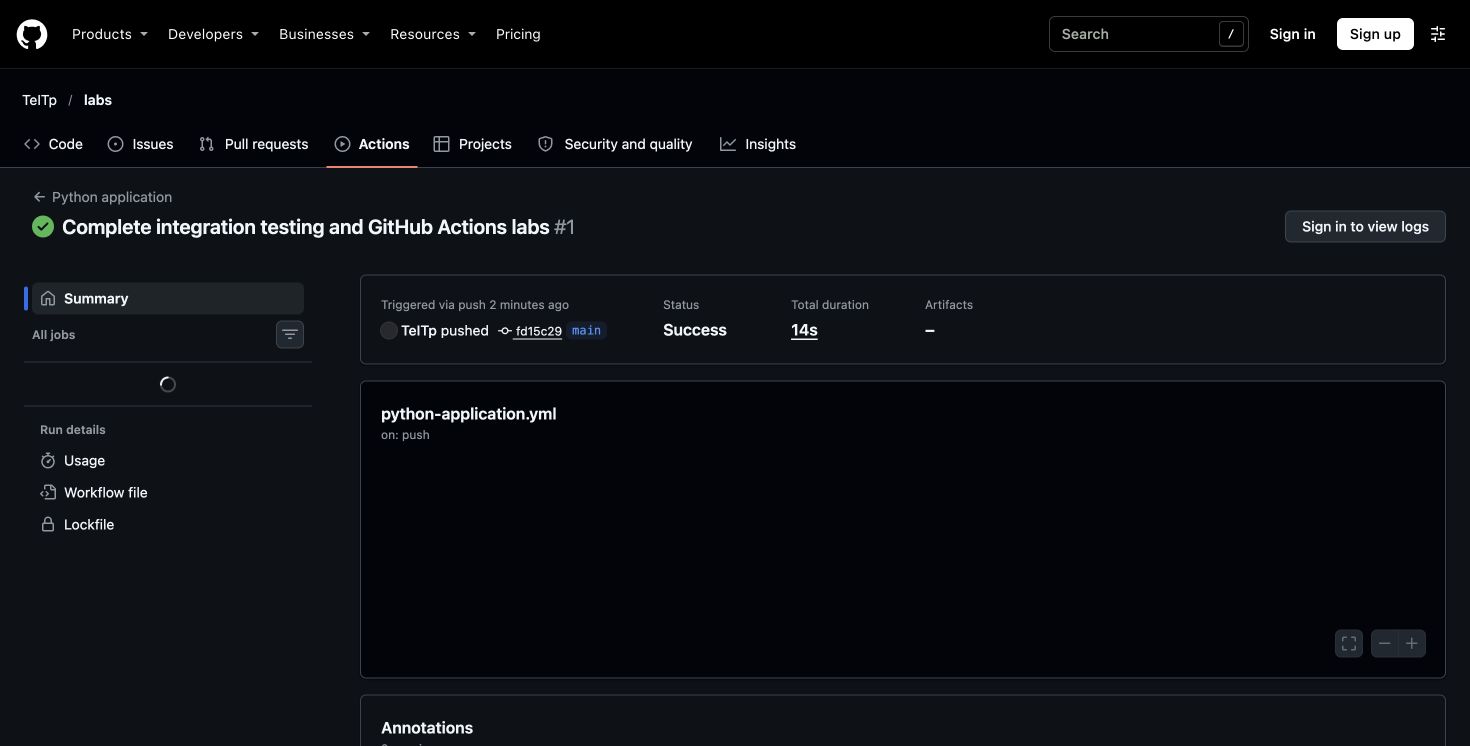 Products Developers Businesses Resources Pricing Search / Sign in Sign up
TelTp / labs
Code Issues Pull requests Actions Projects Security and quality Insights
Python application
Complete integration testing and GitHub Actions labs #1
Sign in to view logs
Summary
All jobs
Run details
Usage
Workflow file
Lockfile
Triggered via push 2 minutes ago
TelTp pushed fd15c29 main
Status
Success
Total duration
14s
Artifacts
–
python-application.yml
on: push
Annotations